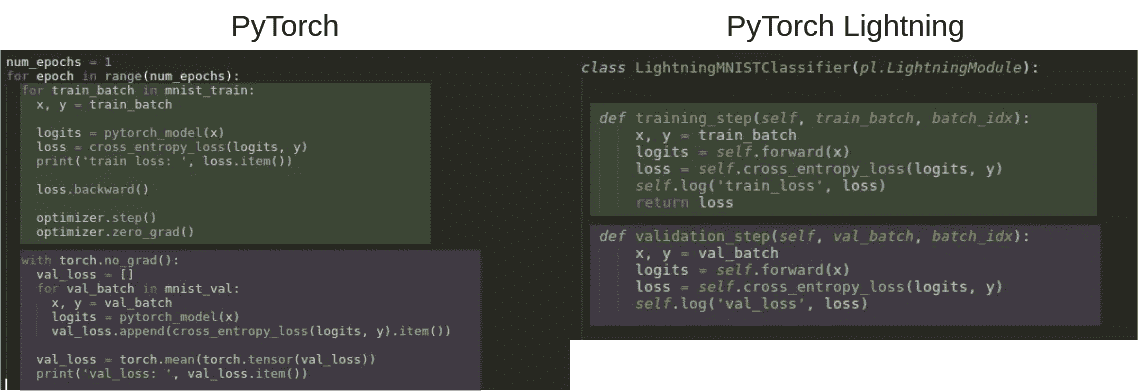 PyTorch
num_epochs = 1
for epoch in range(num_epochs):
for train_batch in mnist_train:
x, y = train_batch
logits = pytorch_model(x)
loss = cross_entropy_loss(logits, y)
print('train loss: ', loss.item())
loss.backward()
optimizer.step()
optimizer.zero_grad()
with torch.no_grad():
val_loss = []
for val_batch in mnist_val:
x, y = val_batch
logits = pytorch_model(x)
val_loss.append(cross_entropy_loss(logits, y).item())
val_loss = torch.mean(torch.tensor(val_loss))
print('val_loss: ', val_loss.item())
PyTorch Lightning
class LightningMNISTClassifier(pl.LightningModule):
def training_step(self, train_batch, batch_idx):
x, y = train_batch
logits = self.forward(x)
loss = self.cross_entropy_loss(logits, y)
self.log('train_loss', loss)
return loss
def validation_step(self, val_batch, batch_idx):
x, y = val_batch
logits = self.forward(x)
loss = self.cross_entropy_loss(logits, y)
self.log('val_loss', loss)